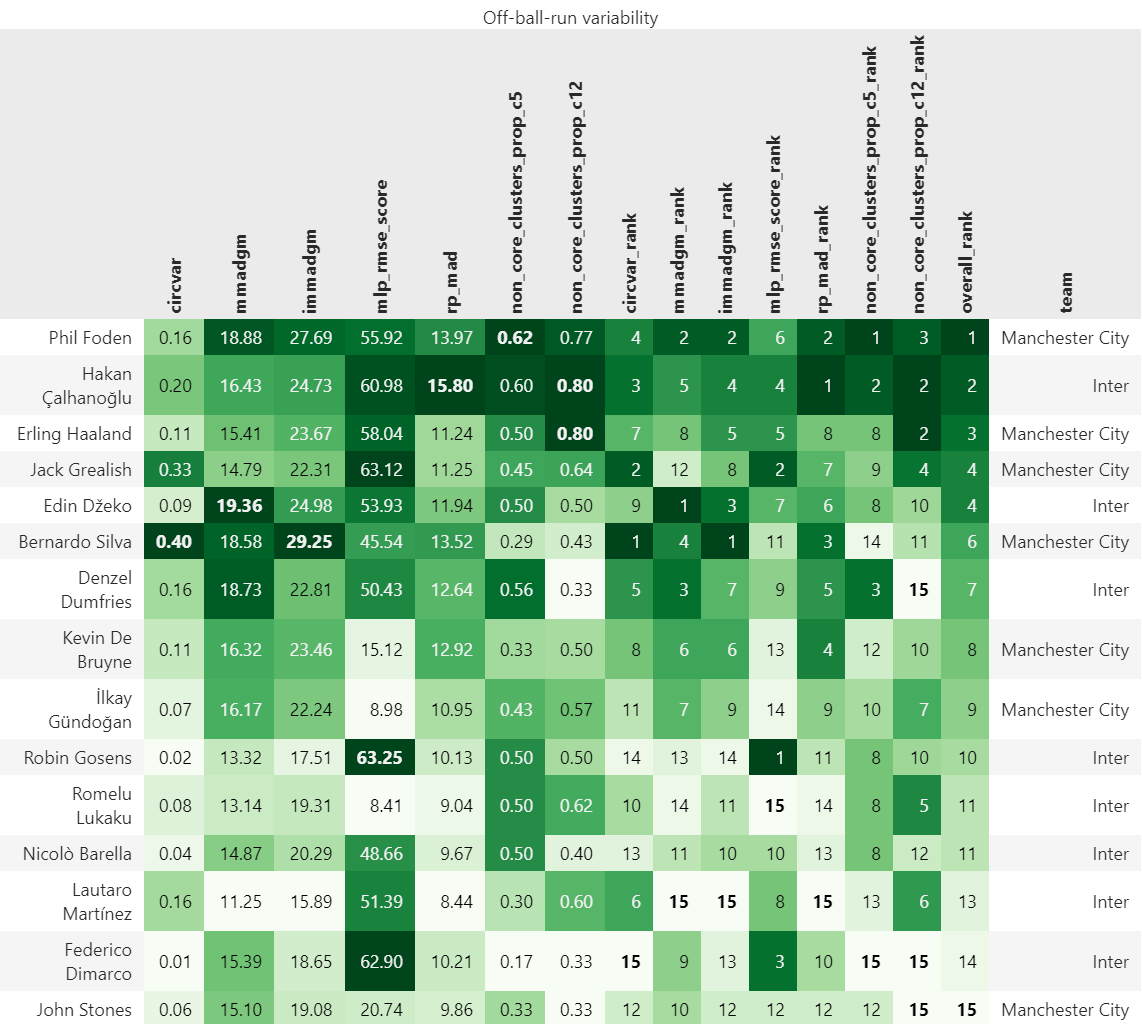 Off-ball-run variability
circvar mmadgm immadgm mlp_rmse_score rp_mad non_core_clusters_prop_c5 non_core_clusters_prop_c12 circvar_rank mmadgm_rank immadgm_rank mlp_rmse_score_rank rp_mad_rank non_core_clusters_prop_c5_rank non_core_clusters_prop_c12_rank overall_rank team
Phil Foden 0.16 18.88 27.69 55.92 13.97 0.62 0.77 4 2 2 6 2 1 3 1 Manchester City
Hakan
Çalhanoğlu 0.20 16.43 24.73 60.98 15.80 0.60 0.80 3 5 4 4 1 2 2 2 Inter
Erling Haaland 0.11 15.41 23.67 58.04 11.24 0.50 0.80 7 8 5 5 8 8 2 3 Manchester City
Jack Grealish 0.33 14.79 22.31 63.12 11.25 0.45 0.64 2 12 8 2 7 9 4 4 Manchester City
Edin Džeko 0.09 19.36 24.98 53.93 11.94 0.50 0.50 9 1 3 7 6 8 10 4 Inter
Bernardo Silva 0.40 18.58 29.25 45.54 13.52 0.29 0.43 1 4 1 11 3 14 11 6 Manchester City
Denzel
Dumfries 0.16 18.73 22.81 50.43 12.64 0.56 0.33 5 3 7 9 5 3 15 7 Inter
Kevin De
Bruyne 0.11 16.32 23.46 15.12 12.92 0.33 0.50 8 6 6 13 4 12 10 8 Manchester City
İlkay
Gündoğan 0.07 16.17 22.24 8.98 10.95 0.43 0.57 11 7 9 14 9 10 7 9 Manchester City
Robin Gosens 0.02 13.32 17.51 63.25 10.13 0.50 0.50 14 13 14 1 11 8 10 10 Inter
Romelu
Lukaku 0.08 13.14 19.31 8.41 9.04 0.50 0.62 10 14 11 15 14 8 5 11 Inter
Nicolò Barella 0.04 14.87 20.29 48.66 9.67 0.50 0.40 13 11 10 10 13 8 12 11 Inter
Lautaro
Martínez 0.16 11.25 15.89 51.39 8.44 0.30 0.60 6 15 15 8 15 13 6 13 Inter
Federico
Dimarco 0.01 15.39 18.65 62.90 10.21 0.17 0.33 15 9 13 3 10 15 15 14 Inter
John Stones 0.06 15.10 19.08 20.74 9.86 0.33 0.33 12 10 12 12 12 12 15 15 Manchester City